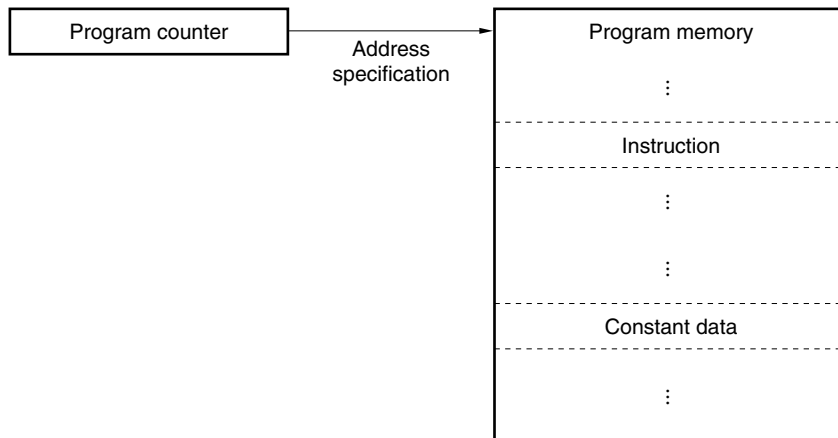 Program counter
Address
specification
Program memory
⋮
Instruction
⋮
⋮
Constant data
⋮